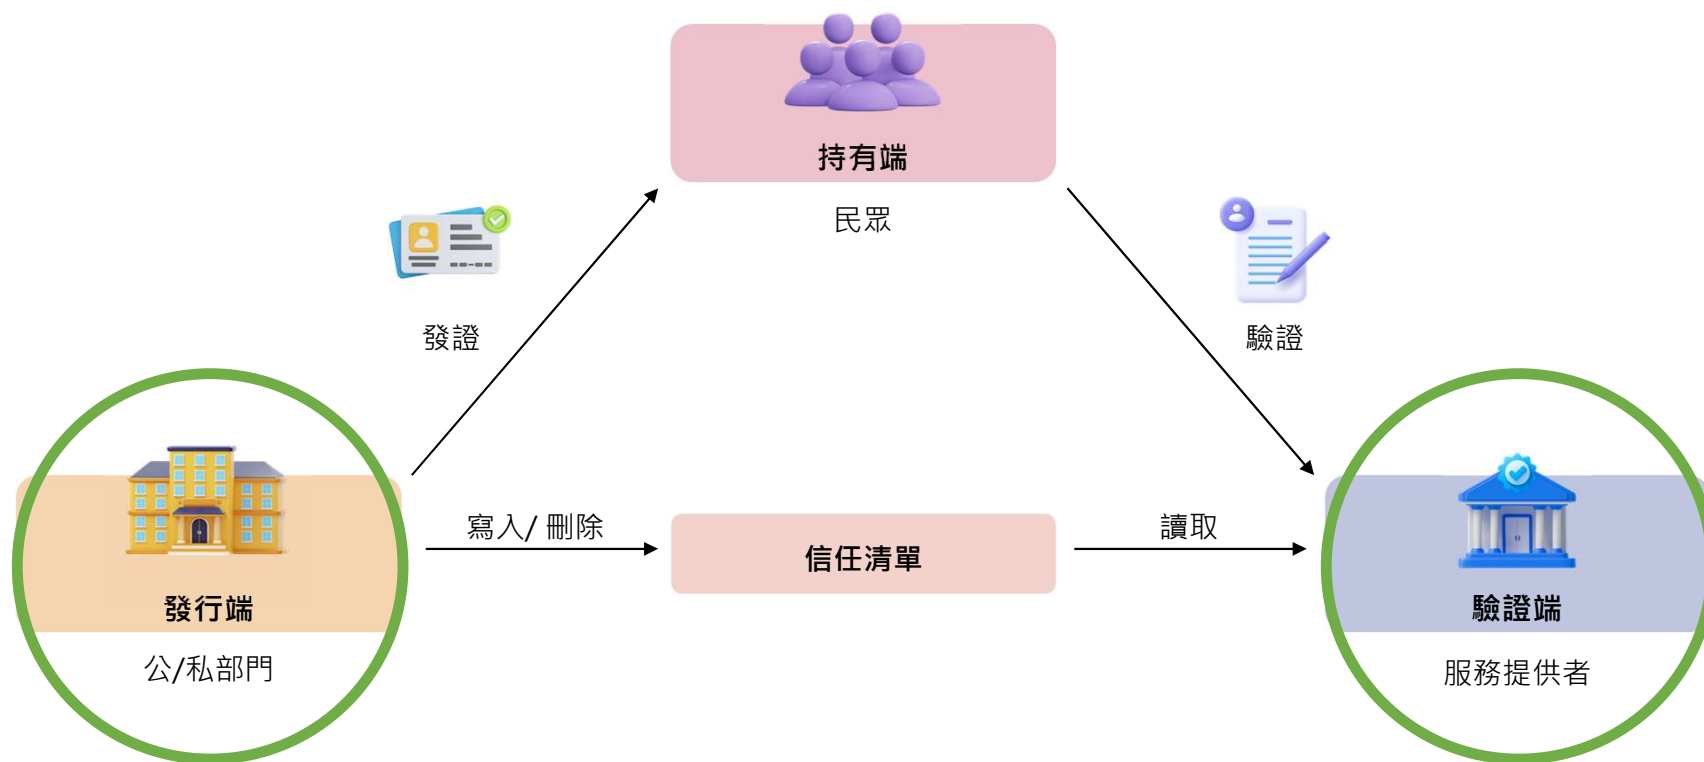 持有端
民眾
發證
驗證
寫入/ 刪除
信任清單
讀取
發行端
公/私部門
驗證端
服務提供者